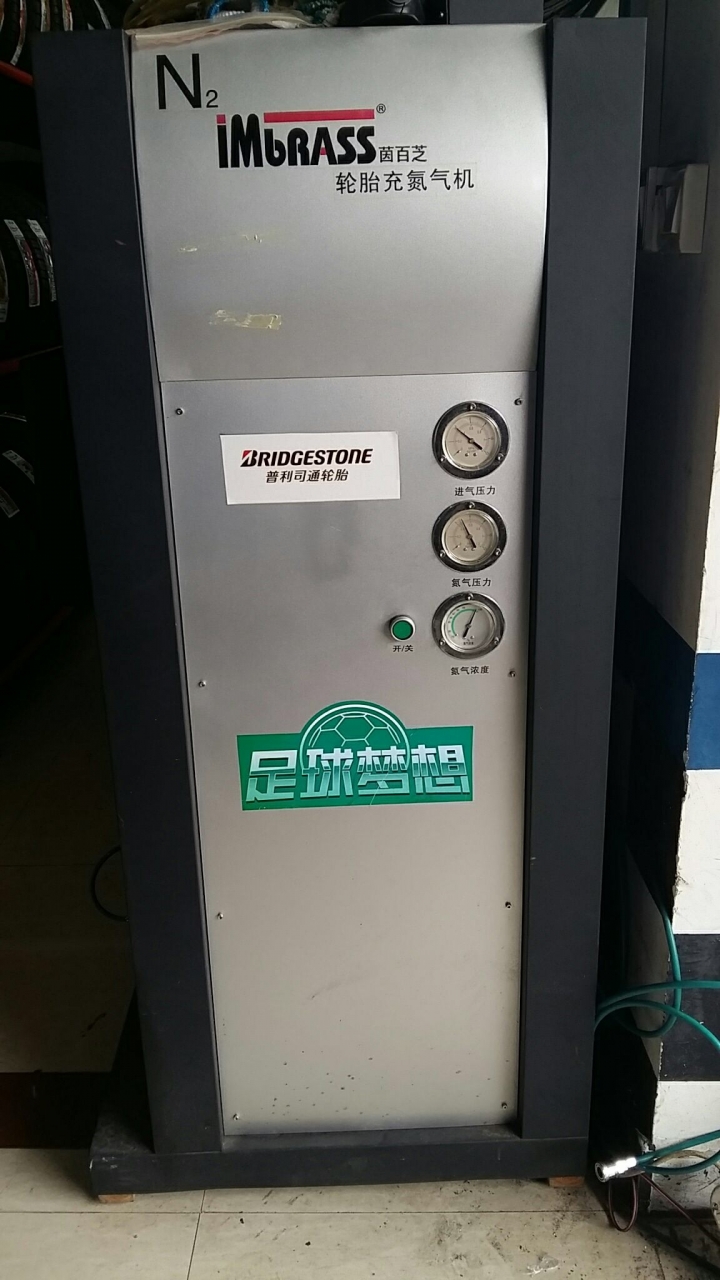 N₂
iMbRASS® 茵百芝
轮胎充氮气机
BRIDGESTONE
普利司通轮胎
进气压力
氮气压力
开/关
氮气浓度
足球梦想